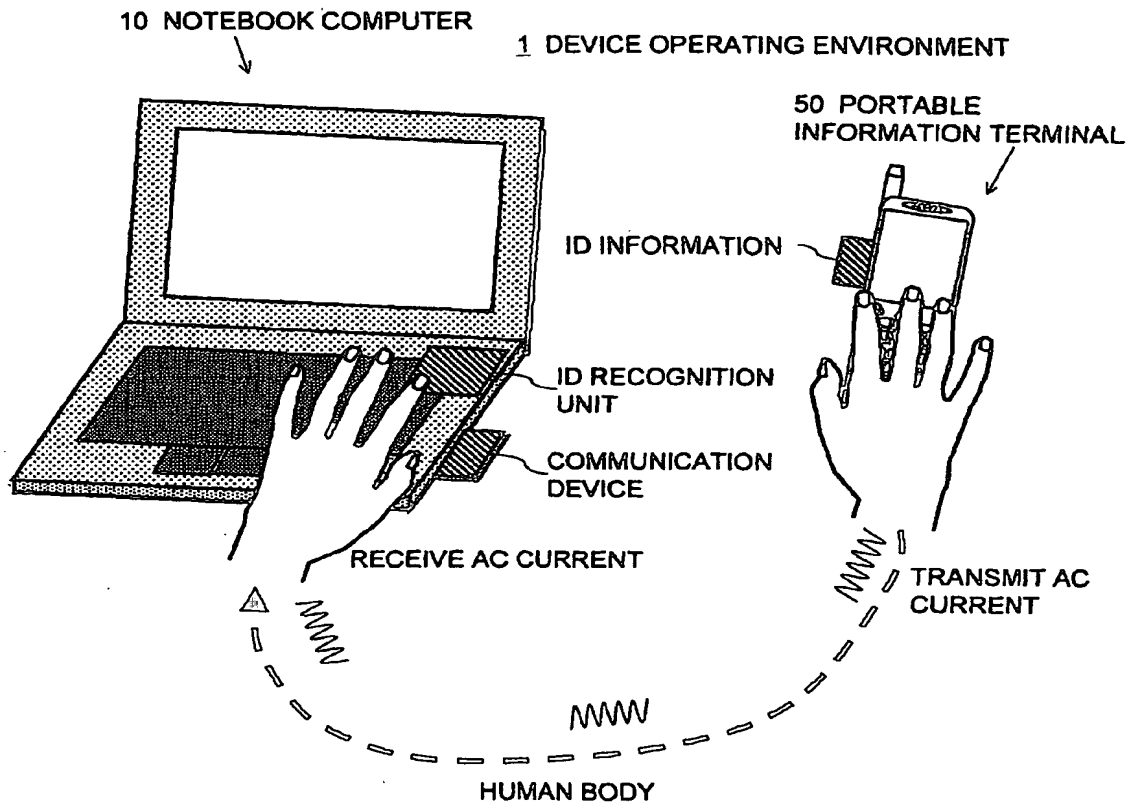 10 NOTEBOOK COMPUTER
1 DEVICE OPERATING ENVIRONMENT
50 PORTABLE
INFORMATION TERMINAL
ID INFORMATION
ID RECOGNITION
UNIT
COMMUNICATION
DEVICE
RECEIVE AC CURRENT
TRANSMIT AC
CURRENT
HUMAN BODY